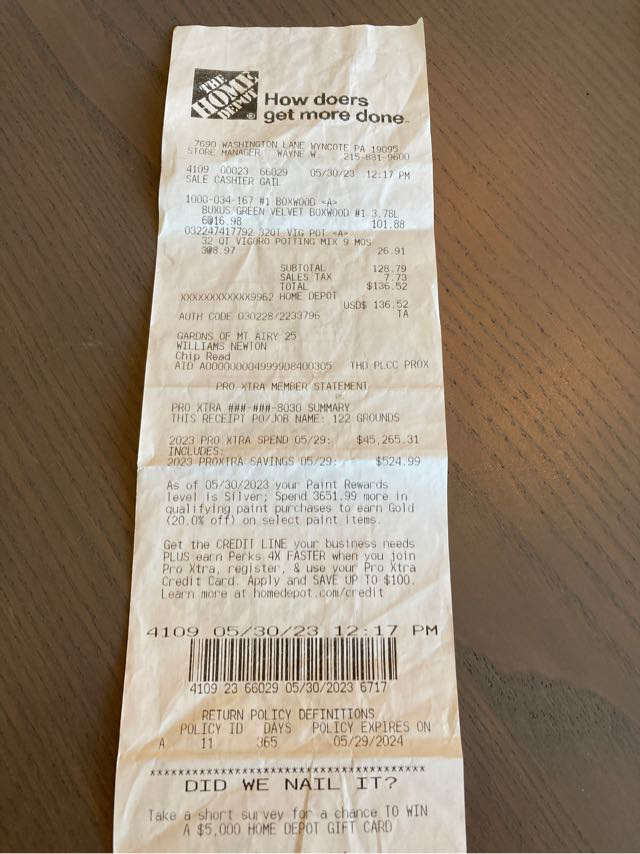 THE
HOME
DEPOT
How doers
get more done™
7690 WASHINGTON LANE WYNCOTE PA 19095
STORE MANAGER WAYNE W. 215-881-9600
4109 00023 66029 05/30/23 12:17 PM
SALE CASHIER GAIL
1000-034-167 #1 BOXWOOD <A>
BUXUS GREEN VELVET BOXWOOD #1 3.78L
6@16.98 101.88
032247417792 32QT VIG POT <A>
32 QT VIGORO POTTING MIX 9 MOS
3@8.97 26.91
SUBTOTAL 128.79
SALES TAX 7.73
TOTAL $136.52
XXXXXXXXXXXX9962 HOME DEPOT
USD$ 136.52
AUTH CODE 030228/2233796 TA
GARDNS OF MT AIRY 25
WILLIAMS NEWTON
Chip Read
AID A0000000049999D8400305 THD PLCC PROX
PRO XTRA MEMBER STATEMENT
PRO XTRA ###-###-8030 SUMMARY
THIS RECEIPT PO/JOB NAME: 122 GROUNDS
2023 PRO XTRA SPEND 05/29: $45,265.31
INCLUDES:
2023 PROXTRA SAVINGS 05/29: $524.99
As of 05/30/2023 your Paint Rewards
level is Silver; Spend 3651.99 more in
qualifying paint purchases to earn Gold
(20.0% off) on select paint items.
Get the CREDIT LINE your business needs
PLUS earn Perks 4X FASTER when you join
Pro Xtra, register, & use your Pro Xtra
Credit Card. Apply and SAVE UP TO $100.
Learn more at homedepot.com/credit
4109 05/30/23 12:17 PM
4109 23 66029 05/30/2023 6717
RETURN POLICY DEFINITIONS
POLICY ID DAYS POLICY EXPIRES ON
A 11 365 05/29/2024
****************************************
DID WE NAIL IT?
Take a short survey for a chance TO WIN
A $5,000 HOME DEPOT GIFT CARD